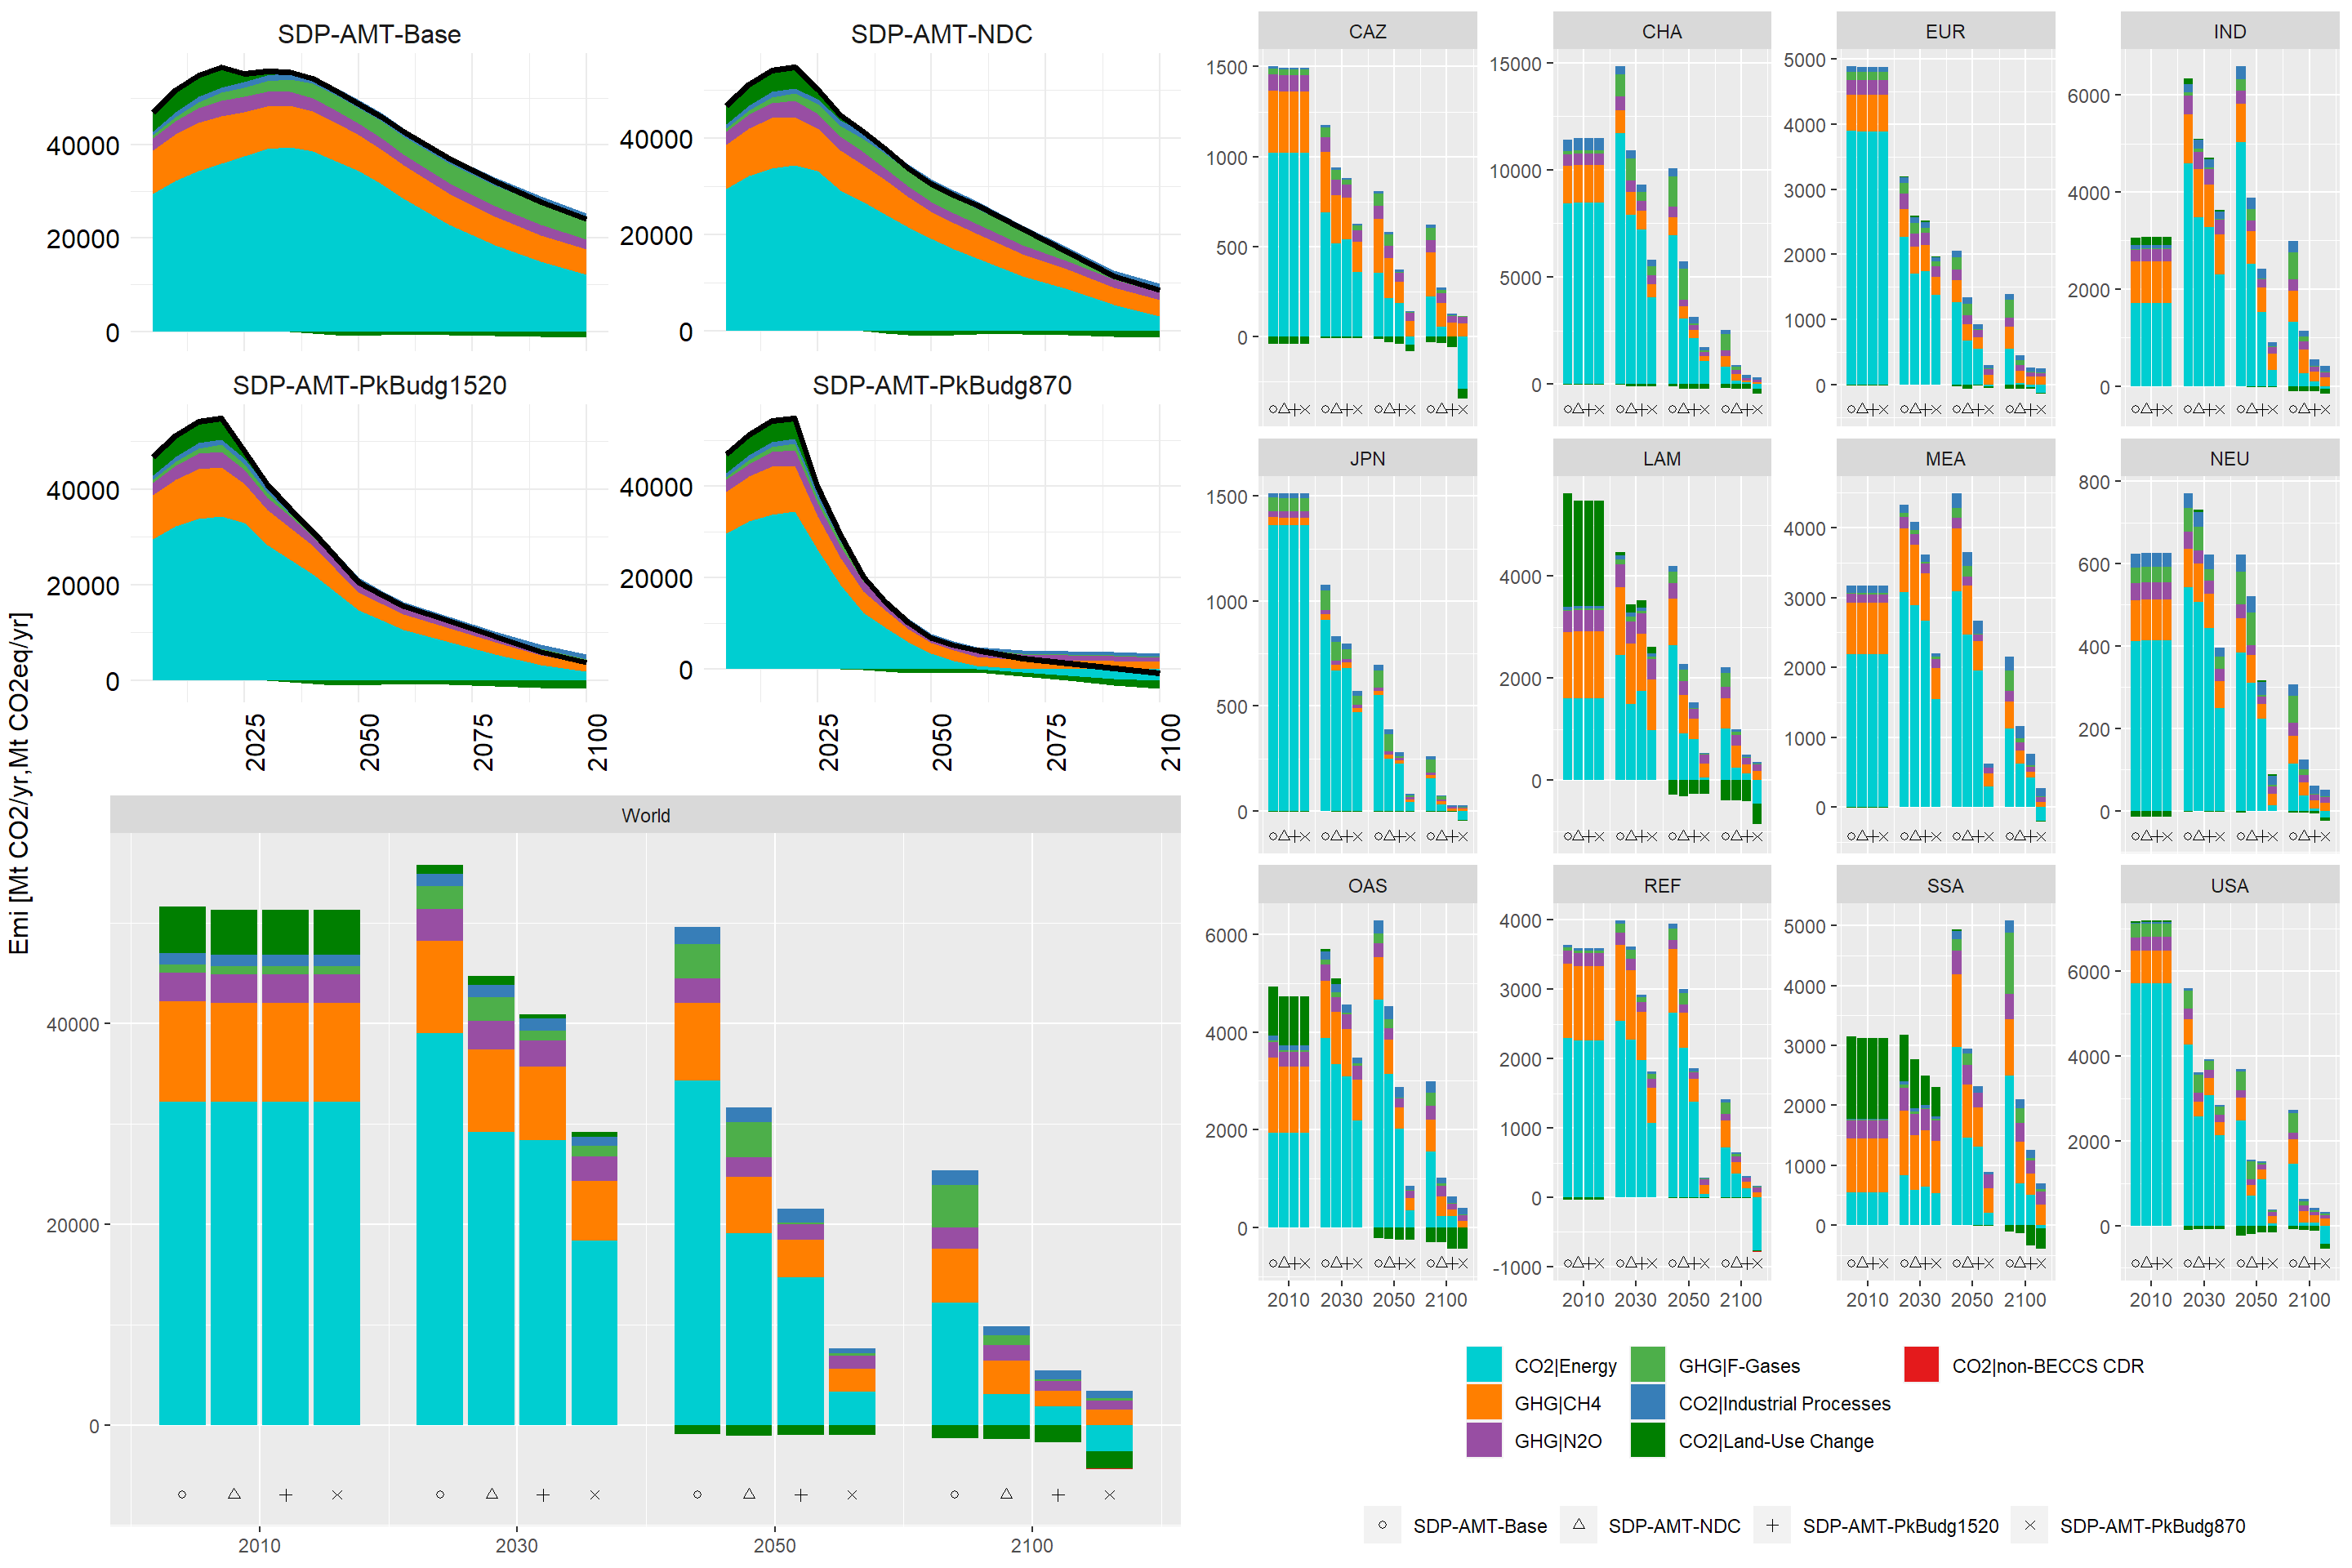 Emi [Mt CO2/yr,Mt CO2eq/yr]
SDP-AMT-Base
40000
20000
0
SDP-AMT-NDC
40000
20000
0
SDP-AMT-PkBudg1520
40000
20000
0
2025 2050 2075 2100
SDP-AMT-PkBudg870
40000
20000
0
2025 2050 2075 2100
World
40000
20000
0
2010 2030 2050 2100
CAZ
1500
1000
500
0
CHA
15000
10000
5000
0
EUR
5000
4000
3000
2000
1000
0
IND
6000
4000
2000
0
JPN
1500
1000
500
0
LAM
4000
2000
0
MEA
4000
3000
2000
1000
0
NEU
800
600
400
200
0
OAS
6000
4000
2000
0
2010 2030 2050 2100
REF
4000
3000
2000
1000
0
-1000
2010 2030 2050 2100
SSA
5000
4000
3000
2000
1000
0
2010 2030 2050 2100
USA
6000
4000
2000
0
2010 2030 2050 2100
CO2|Energy
GHG|CH4
GHG|N2O
GHG|F-Gases
CO2|Industrial Processes
CO2|Land-Use Change
CO2|non-BECCS CDR
SDP-AMT-Base
SDP-AMT-NDC
SDP-AMT-PkBudg1520
SDP-AMT-PkBudg870